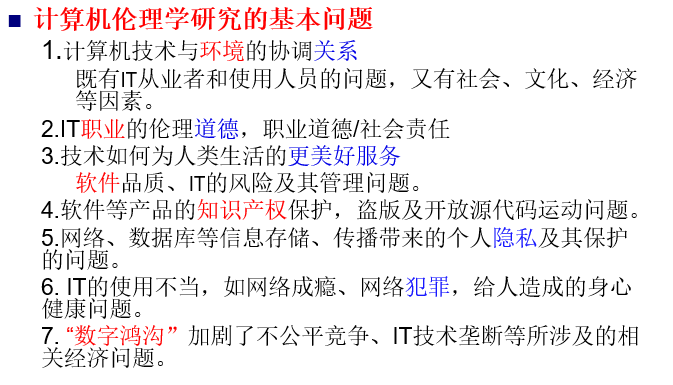 计算机伦理学研究的基本问题
1.计算机技术与环境的协调关系
既有IT从业者和使用人员的问题，又有社会、文化、经济
等因素。
2.IT职业的伦理道德，职业道德/社会责任
3.技术如何为人类生活的更美好服务
软件品质、IT的风险及其管理问题。
4.软件等产品的知识产权保护，盗版及开放源代码运动问题。
5.网络、数据库等信息存储、传播带来的个人隐私及其保护
的问题。
6. IT的使用不当，如网络成瘾、网络犯罪，给人造成的身心
健康问题。
7. “数字鸿沟” 加剧了不公平竞争、IT技术垄断等所涉及的相
关经济问题。